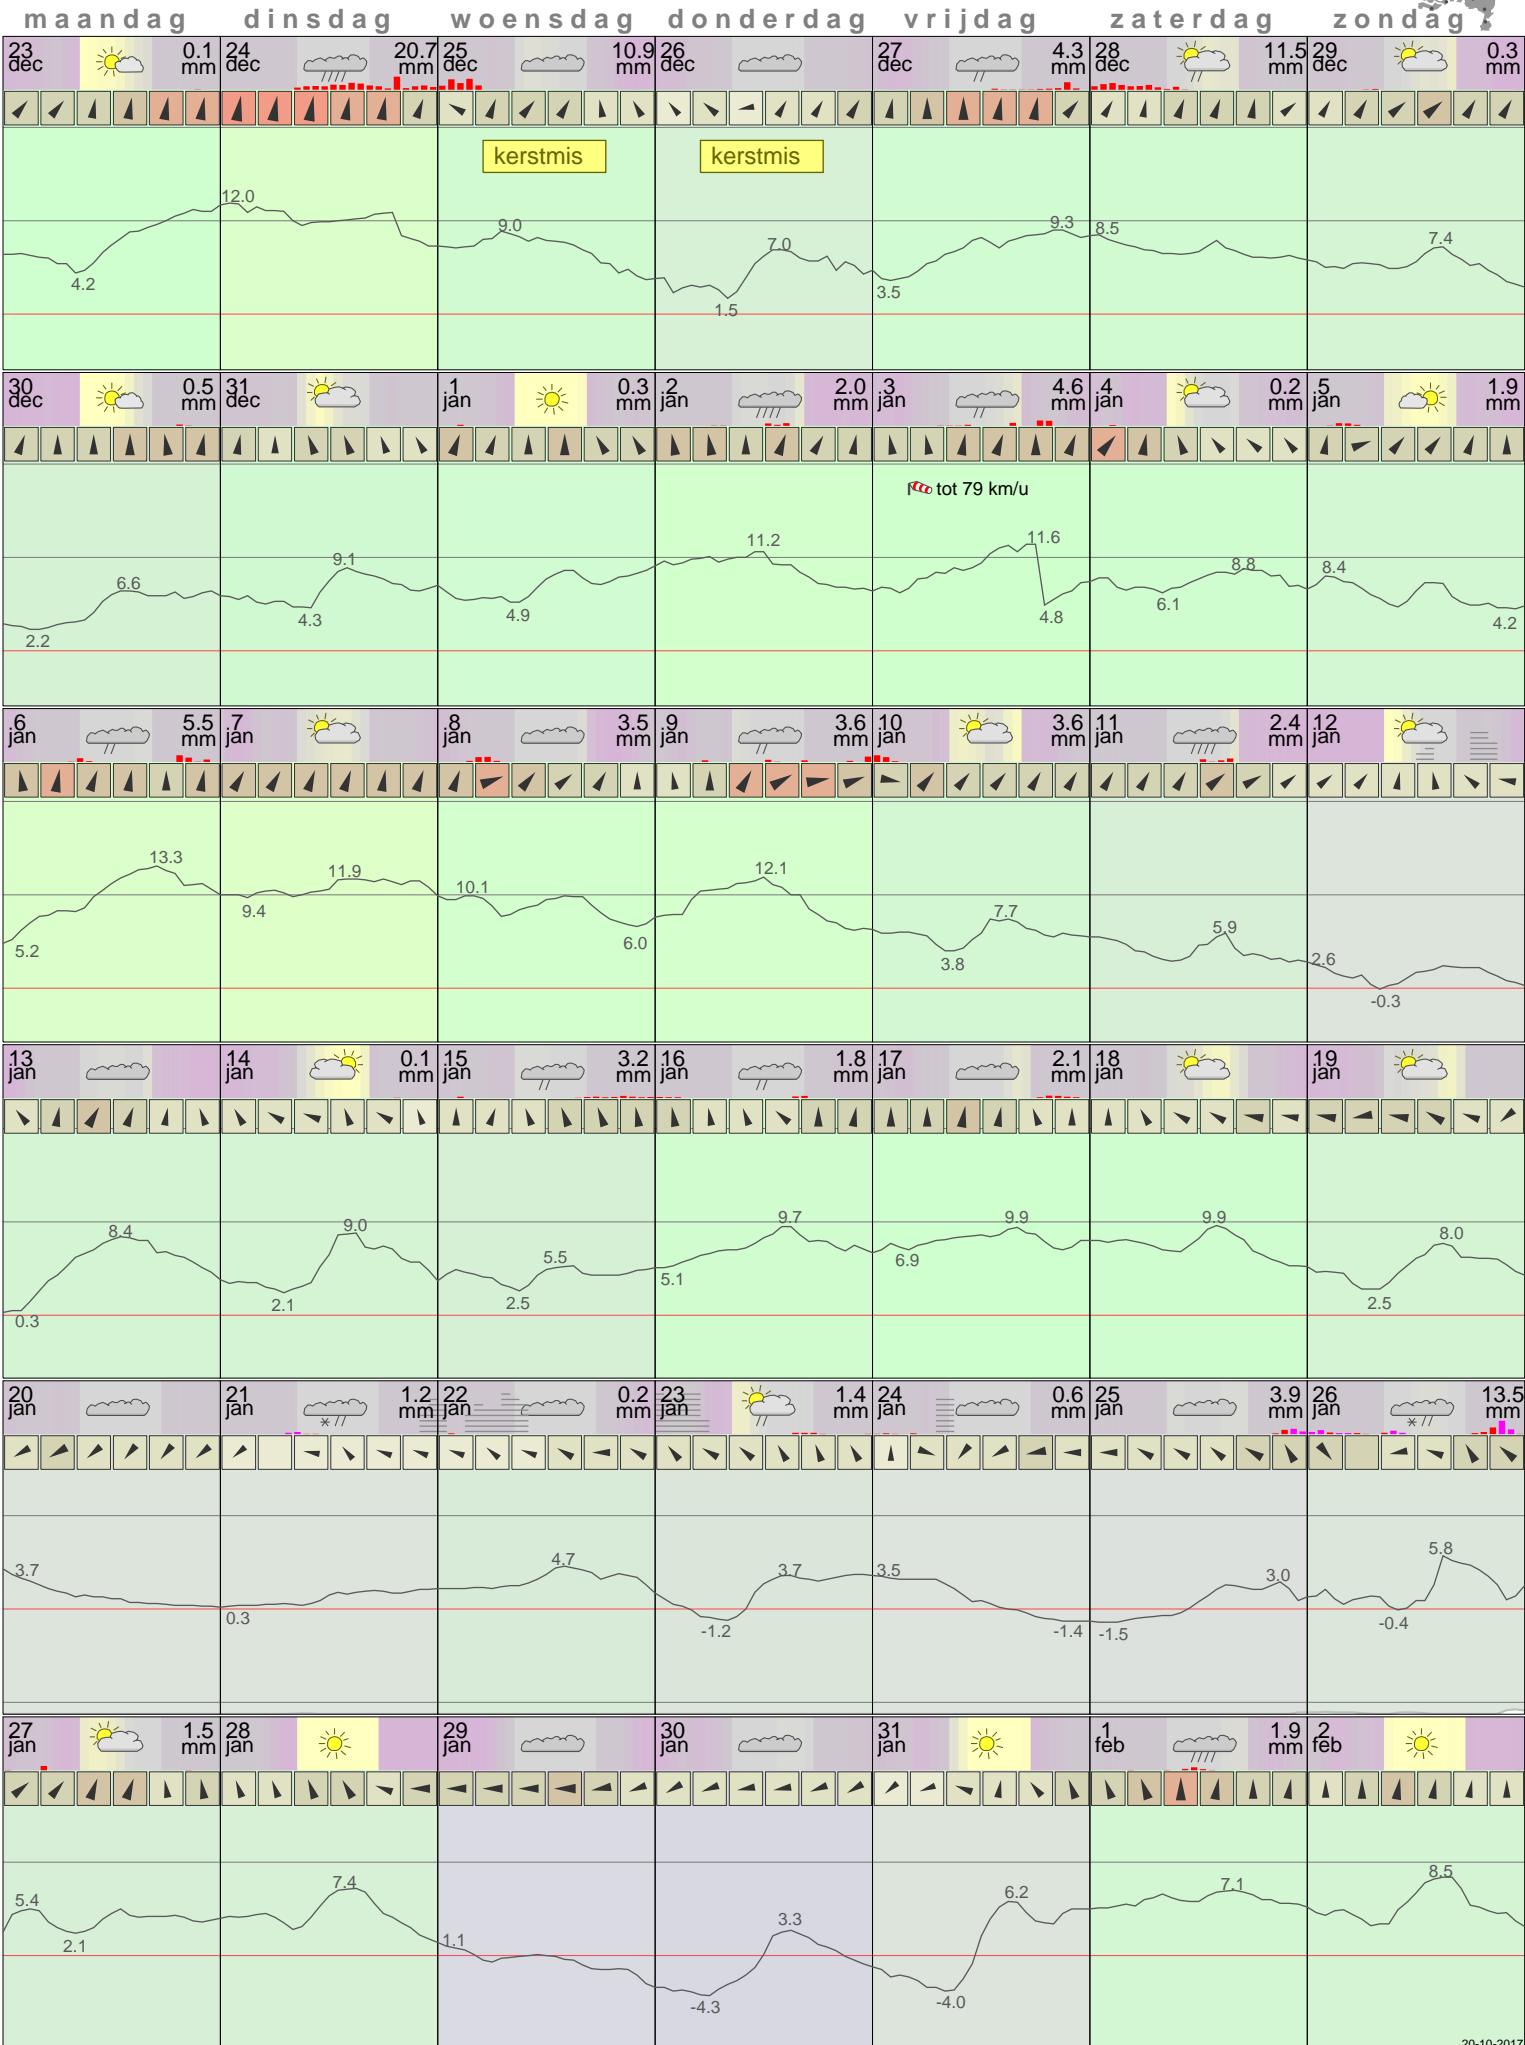 maandag dinsdag woensdag donderdag vrijdag zaterdag zondag
23 dec 0.1 mm 24 dec 20.7 mm 25 dec 10.9 mm 26 dec 27 dec 4.3 mm 28 dec 11.5 mm 29 dec 0.3 mm
kerstmis kerstmis
12.0 9.0 7.0 9.3 8.5 7.4
4.2 1.5 3.5
30 dec 0.5 mm 31 dec 1 jan 0.3 mm 2 jan 2.0 mm 3 jan 4.6 mm 4 jan 0.2 mm 5 jan 1.9 mm
tot 79 km/u
6.6 9.1 11.2 11.6 8.8 8.4
2.2 4.3 4.9 4.8 6.1 4.2
6 jan 5.5 mm 7 jan 8 jan 3.5 mm 9 jan 3.6 mm 10 jan 3.6 mm 11 jan 2.4 mm 12 jan
13.3 11.9 10.1 12.1 7.7 5.9 2.6
5.2 9.4 6.0 3.8 -0.3
13 jan 14 jan 0.1 mm 15 jan 3.2 mm 16 jan 1.8 mm 17 jan 2.1 mm 18 jan 19 jan
8.4 9.0 5.5 9.7 9.9 9.9 8.0
0.3 2.1 2.5 5.1 6.9 2.5
20 jan 21 jan 1.2 mm 22 jan 0.2 mm 23 jan 1.4 mm 24 jan 0.6 mm 25 jan 3.9 mm 26 jan 13.5 mm
3.7 4.7 3.7 3.5 3.0 5.8
0.3 -1.2 -1.4 -1.5 -0.4
27 jan 1.5 mm 28 jan 29 jan 30 jan 31 jan 1 feb 1.9 mm 2 feb
5.4 7.4 1.1 3.3 6.2 7.1 8.5
2.1 -4.3 -4.0
20-10-2017